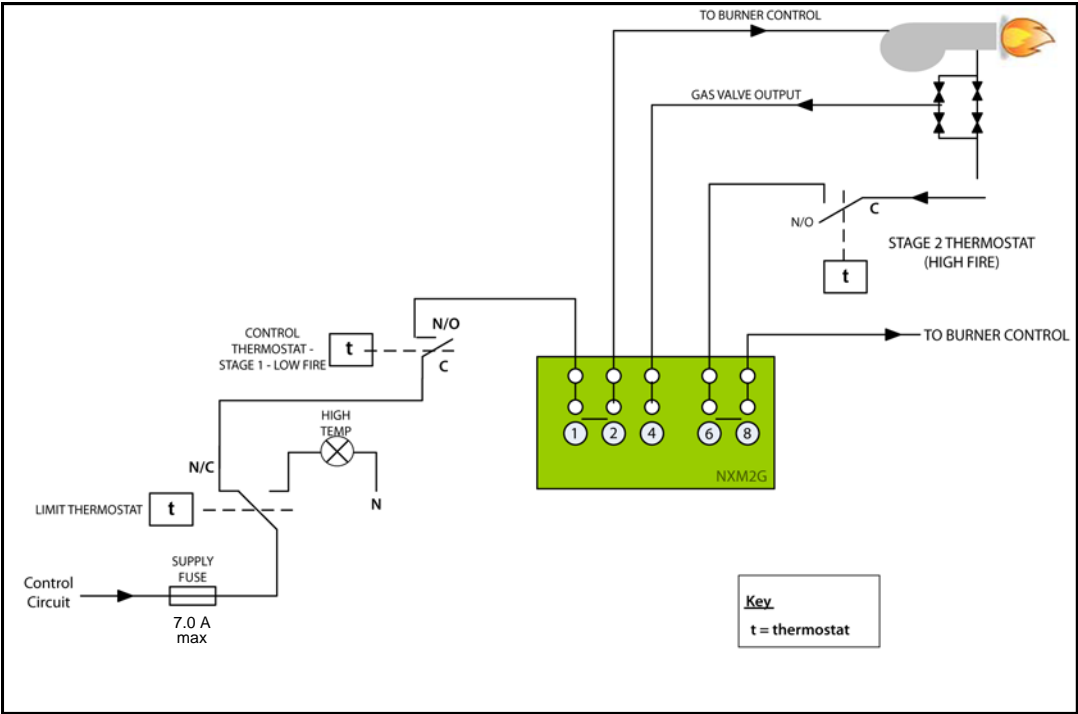 TO BURNER CONTROL
GAS VALVE OUTPUT
N/O
C
STAGE 2 THERMOSTAT
(HIGH FIRE)
t
CONTROL
THERMOSTAT -
STAGE 1 - LOW FIRE
t
N/O
C
TO BURNER CONTROL
HIGH
TEMP
N/C
N
1
2
4
6
8
NXM2G
LIMIT THERMOSTAT
t
SUPPLY
FUSE
Control
Circuit
7.0 A
max
Key
t = thermostat